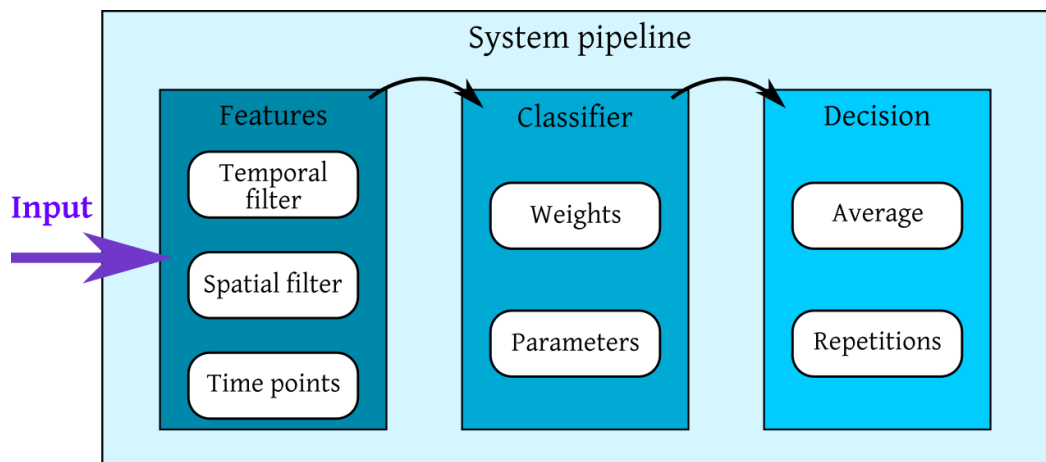 System pipeline
Input
Features
Temporal
filter
Spatial filter
Time points
Classifier
Weights
Parameters
Decision
Average
Repetitions